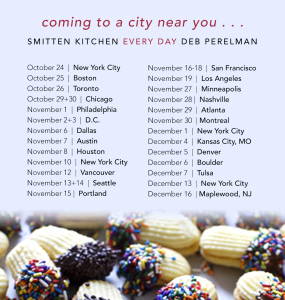 coming to a city near you . . .
SMITTEN KITCHEN EVERY DAY DEB PERELMAN
October 24 | New York City
October 25 | Boston
October 26 | Toronto
October 29+30 | Chicago
November 1 | Philadelphia
November 2+3 | D.C.
November 6 | Dallas
November 7 | Austin
November 8 | Houston
November 10 | New York City
November 12 | Vancouver
November 13+14 | Seattle
November 15 | Portland
November 16-18 | San Francisco
November 19 | Los Angeles
November 27 | Minneapolis
November 28 | Nashville
November 29 | Atlanta
November 30 | Montreal
December 1 | New York City
December 4 | Kansas City, MO
December 5 | Denver
December 6 | Boulder
December 7 | Tulsa
December 13 | New York City
December 16 | Maplewood, NJ